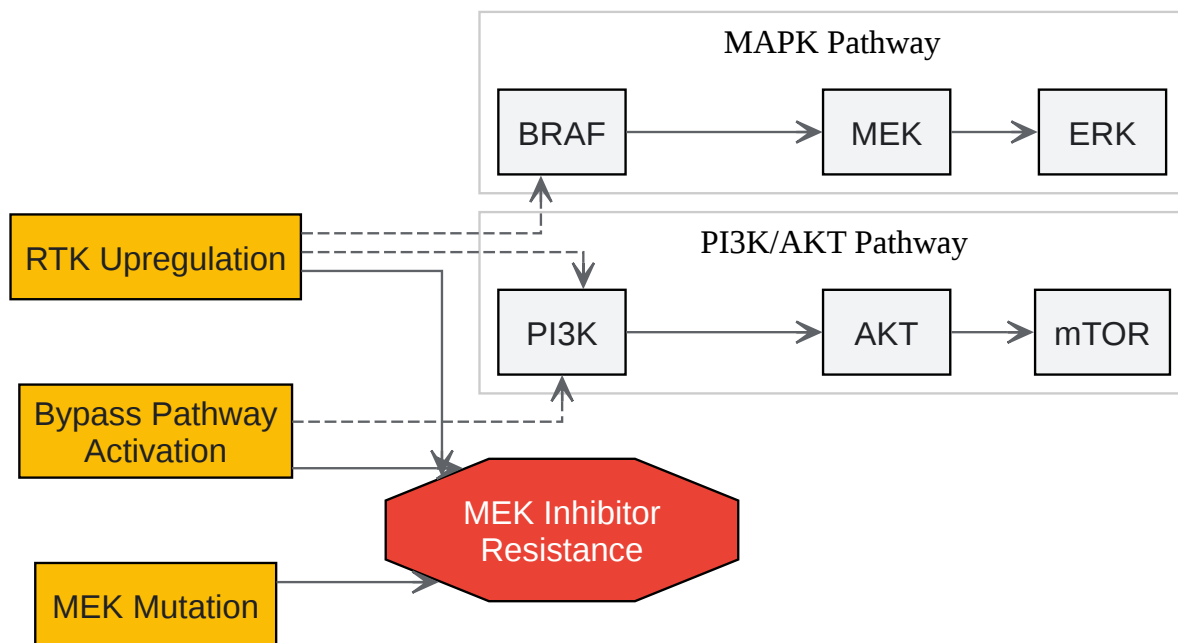 MAPK Pathway
BRAF
MEK
ERK
RTK Upregulation
PI3K/AKT Pathway
PI3K
AKT
mTOR
Bypass Pathway
Activation
MEK Inhibitor
Resistance
MEK Mutation